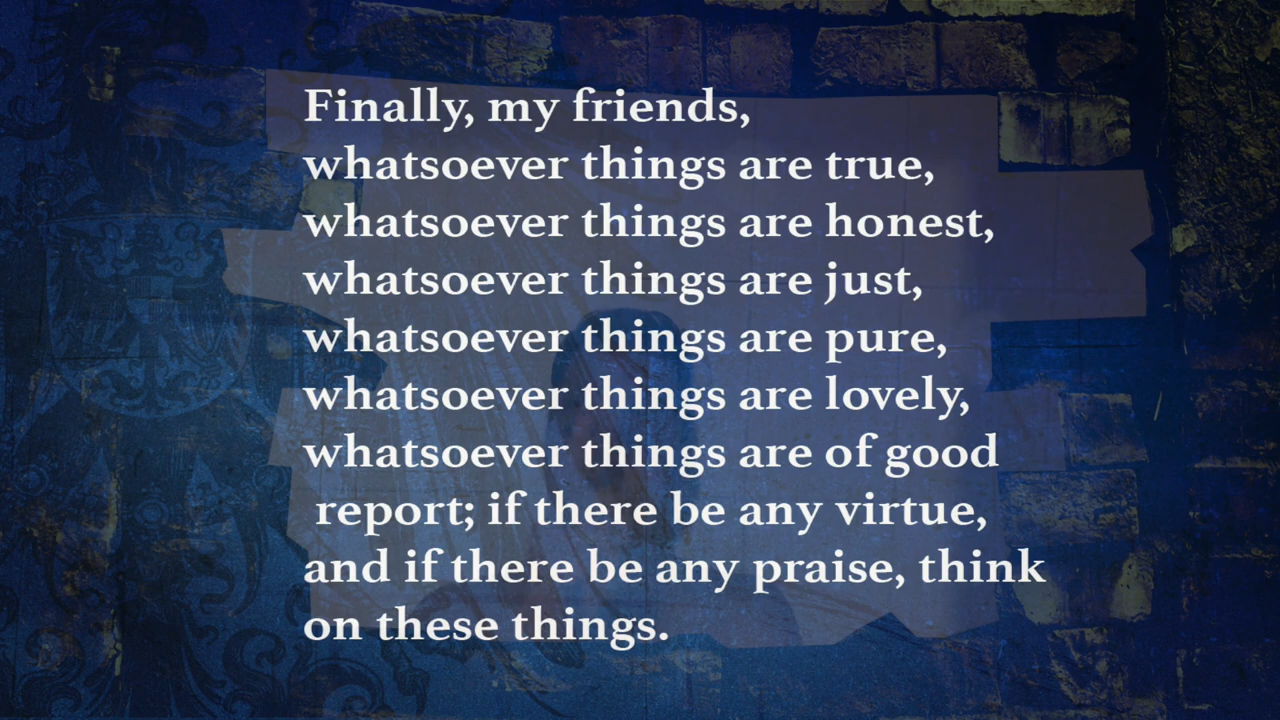 Finally, my friends,
whatsoever things are true,
whatsoever things are honest,
whatsoever things are just,
whatsoever things are pure,
whatsoever things are lovely,
whatsoever things are of good
report; if there be any virtue,
and if there be any praise, think
on these things.